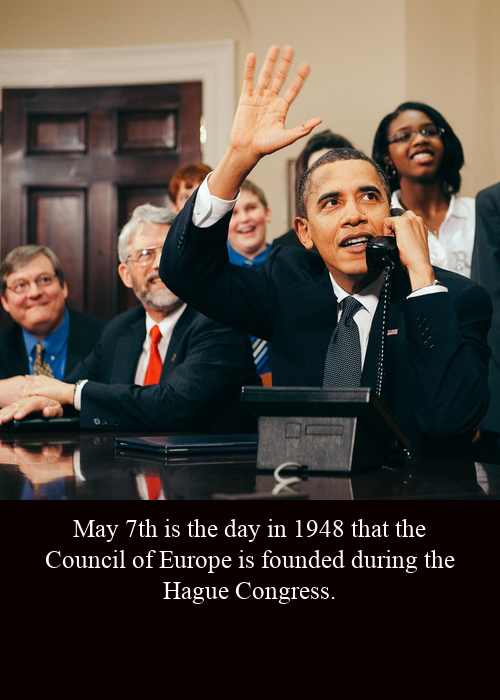 May 7th is the day in 1948 that the
Council of Europe is founded during the
Hague Congress.